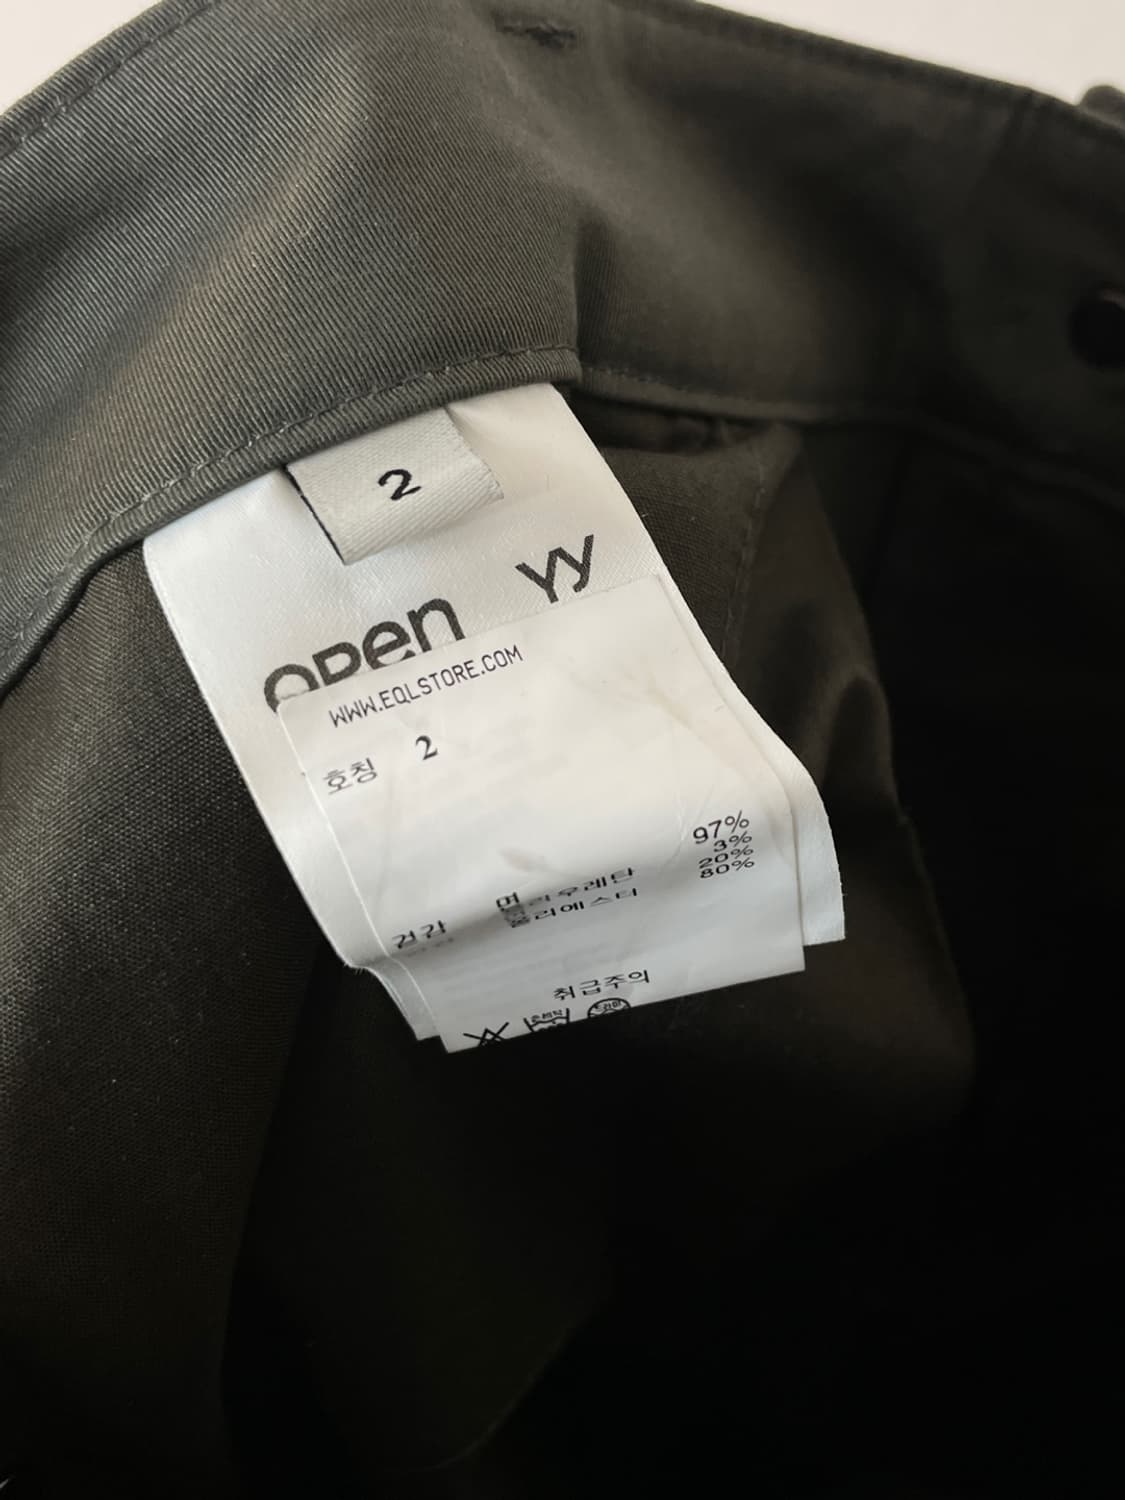 2
OPEN YY
WWW.EQLSTORE.COM
호칭 2
97%
폴리우레탄 3%
폴리에스터 20%
80%
겉감 면
취급주의